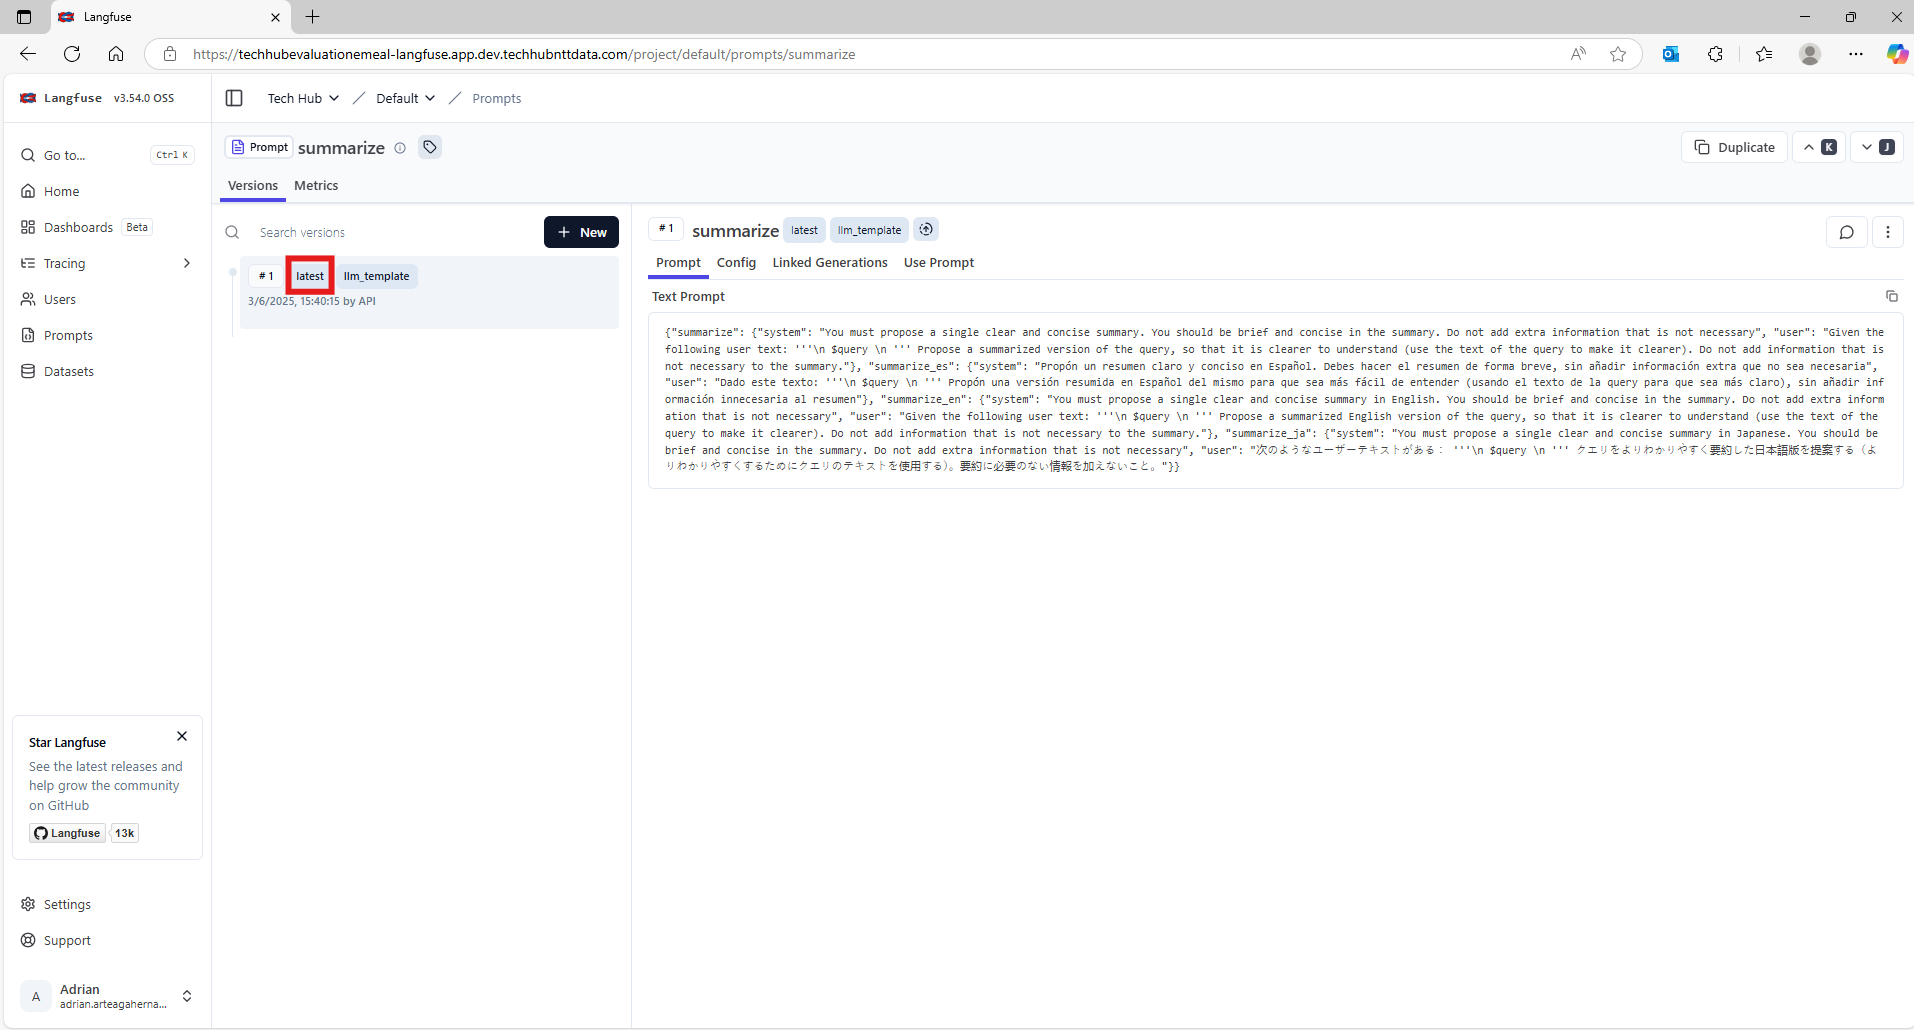 Langfuse
https://techhubevaluationemeal-langfuse.app.dev.techhubnttdata.com/project/default/prompts/summarize
Langfuse v3.54.0 OSS
Tech Hub / Default / Prompts
Go to... Ctrl K
Home
Dashboards Beta
Tracing
Users
Prompts
Datasets
Star Langfuse
See the latest releases and
help grow the community
on GitHub
Langfuse 13k
Settings
Support
A
Adrian
adrian.arteagaherna...
Prompt summarize
Duplicate K J
Versions Metrics
Search versions
New
# 1 latest llm_template
3/6/2025, 15:40:15 by API
# 1 summarize latest llm_template
Prompt Config Linked Generations Use Prompt
Text Prompt
{"summarize": {"system": "You must propose a single clear and concise summary. You should be brief and concise in the summary. Do not add extra information that is not necessary", "user": "Given the
following user text: '''\n $query \n ''' Propose a summarized version of the query, so that it is clearer to understand (use the text of the query to make it clearer). Do not add information that is
not necessary to the summary."}, "summarize_es": {"system": "Propón un resumen claro y conciso en Español. Debes hacer el resumen de forma breve, sin añadir información extra que no sea necesaria",
"user": "Dado este texto: '''\n $query \n ''' Propón una versión resumida en Español del mismo para que sea más fácil de entender (usando el texto de la query para que sea más claro), sin añadir inf
ormación innecesaria al resumen"}, "summarize_en": {"system": "You must propose a single clear and concise summary in English. You should be brief and concise in the summary. Do not add extra inform
ation that is not necessary", "user": "Given the following user text: '''\n $query \n ''' Propose a summarized English version of the query, so that it is clearer to understand (use the text of the
query to make it clearer). Do not add information that is not necessary to the summary."}, "summarize_ja": {"system": "You must propose a single clear and concise summary in Japanese. You should be
brief and concise in the summary. Do not add extra information that is not necessary", "user": "次のようなユーザーテキストがある： '''\n $query \n ''' クエリをよりわかりやすく要約した日本語版を提案する（よ
りわかりやすくするためにクエリのテキストを使用する）。要約に必要のない情報を加えないこと。"}}